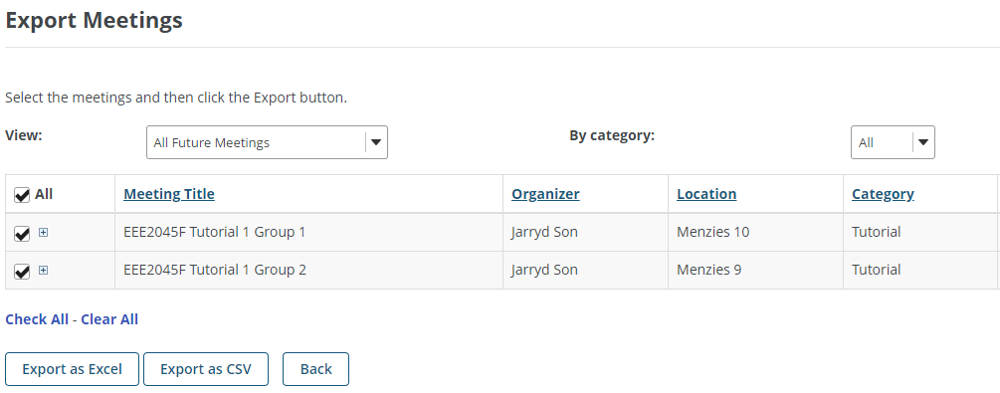 Export Meetings
Select the meetings and then click the Export button.
View: All Future Meetings By category: All
All Meeting Title Organizer Location Category
EEE2045F Tutorial 1 Group 1 Jarryd Son Menzies 10 Tutorial
EEE2045F Tutorial 1 Group 2 Jarryd Son Menzies 9 Tutorial
Check All - Clear All
Export as Excel Export as CSV Back